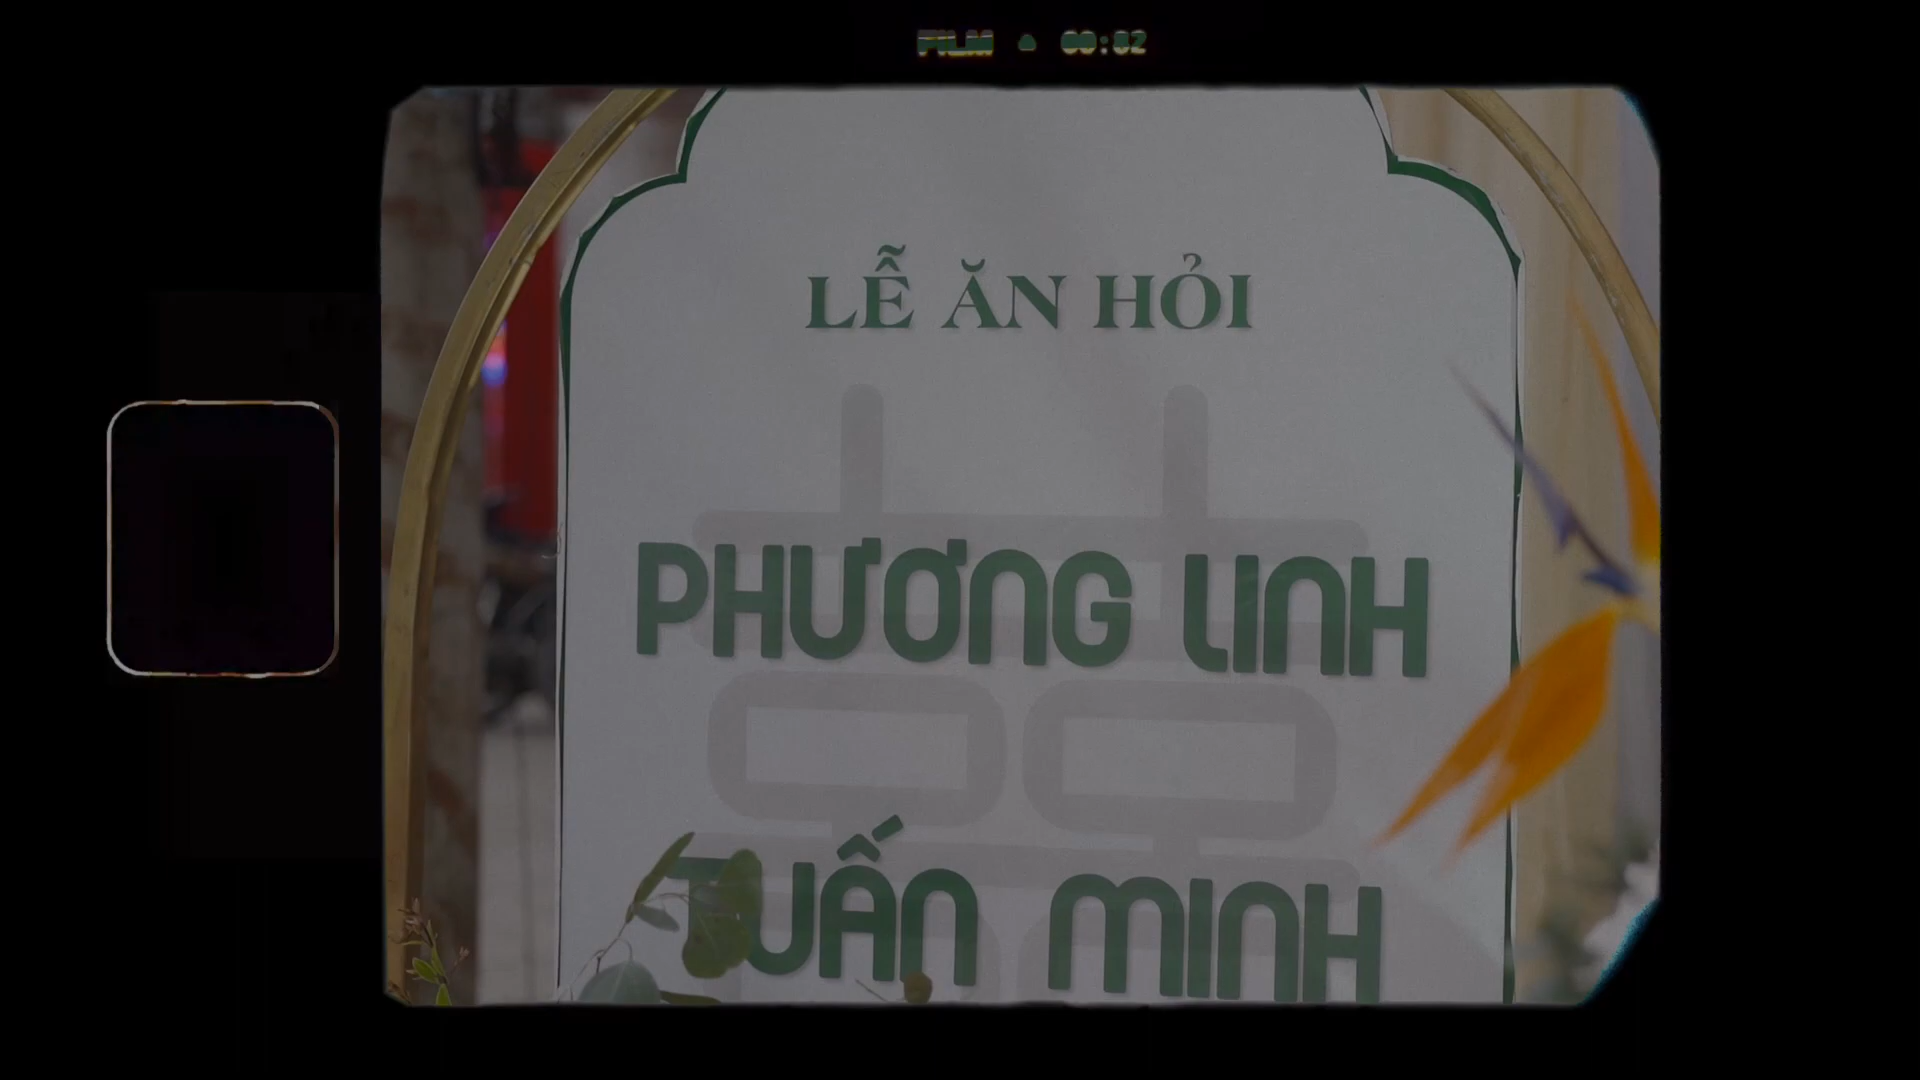 FILM ▲ 00:02
LỄ ĂN HỎI
PHƯƠNG LINH
TUẤN MINH